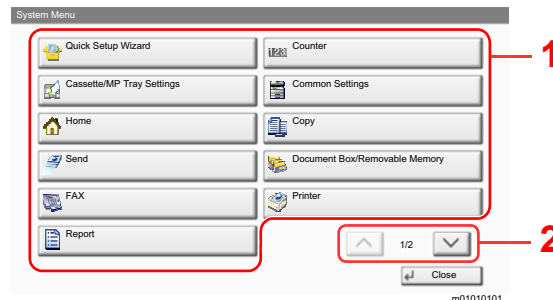 System Menu
Quick Setup Wizard
Counter
1
Cassette/MP Tray Settings
Common Settings
Home
Copy
Send
Document Box/Removable Memory
FAX
Printer
Report
1/2
2
Close
m01010101